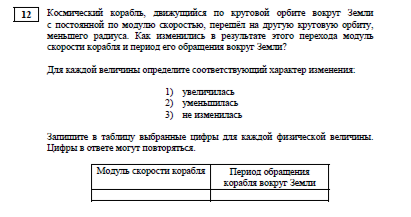 12
Космический корабль, движущийся по круговой орбите вокруг Земли
с постоянной по модулю скоростью, перешёл на другую круговую орбиту,
меньшего радиуса. Как изменились в результате этого перехода модуль
скорости корабля и период его обращения вокруг Земли?
Для каждой величины определите соответствующий характер изменения:
1) увеличилась
2) уменьшилась
3) не изменилась
Запишите в таблицу выбранные цифры для каждой физической величины.
Цифры в ответе могут повторяться.
Модуль скорости корабля
Период обращения
корабля вокруг Земли